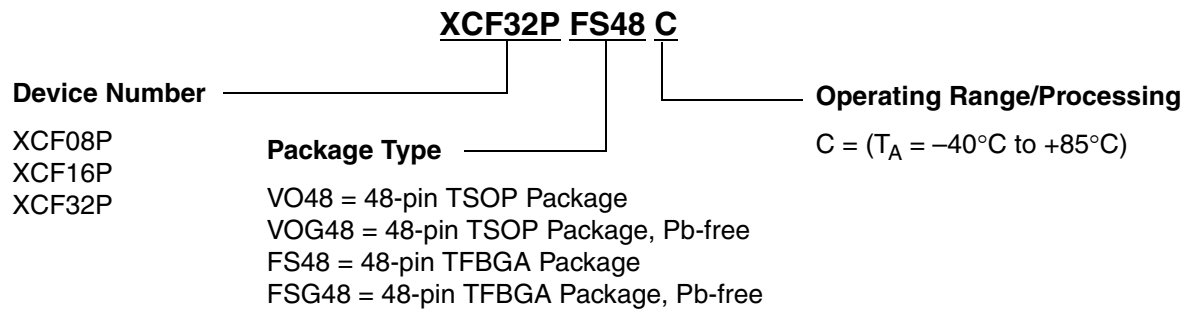 XCF32P FS48 C
Device Number
XCF08P
XCF16P
XCF32P
Package Type
VO48 = 48-pin TSOP Package
VOG48 = 48-pin TSOP Package, Pb-free
FS48 = 48-pin TFBGA Package
FSG48 = 48-pin TFBGA Package, Pb-free
Operating Range/Processing
C = (TA = –40°C to +85°C)